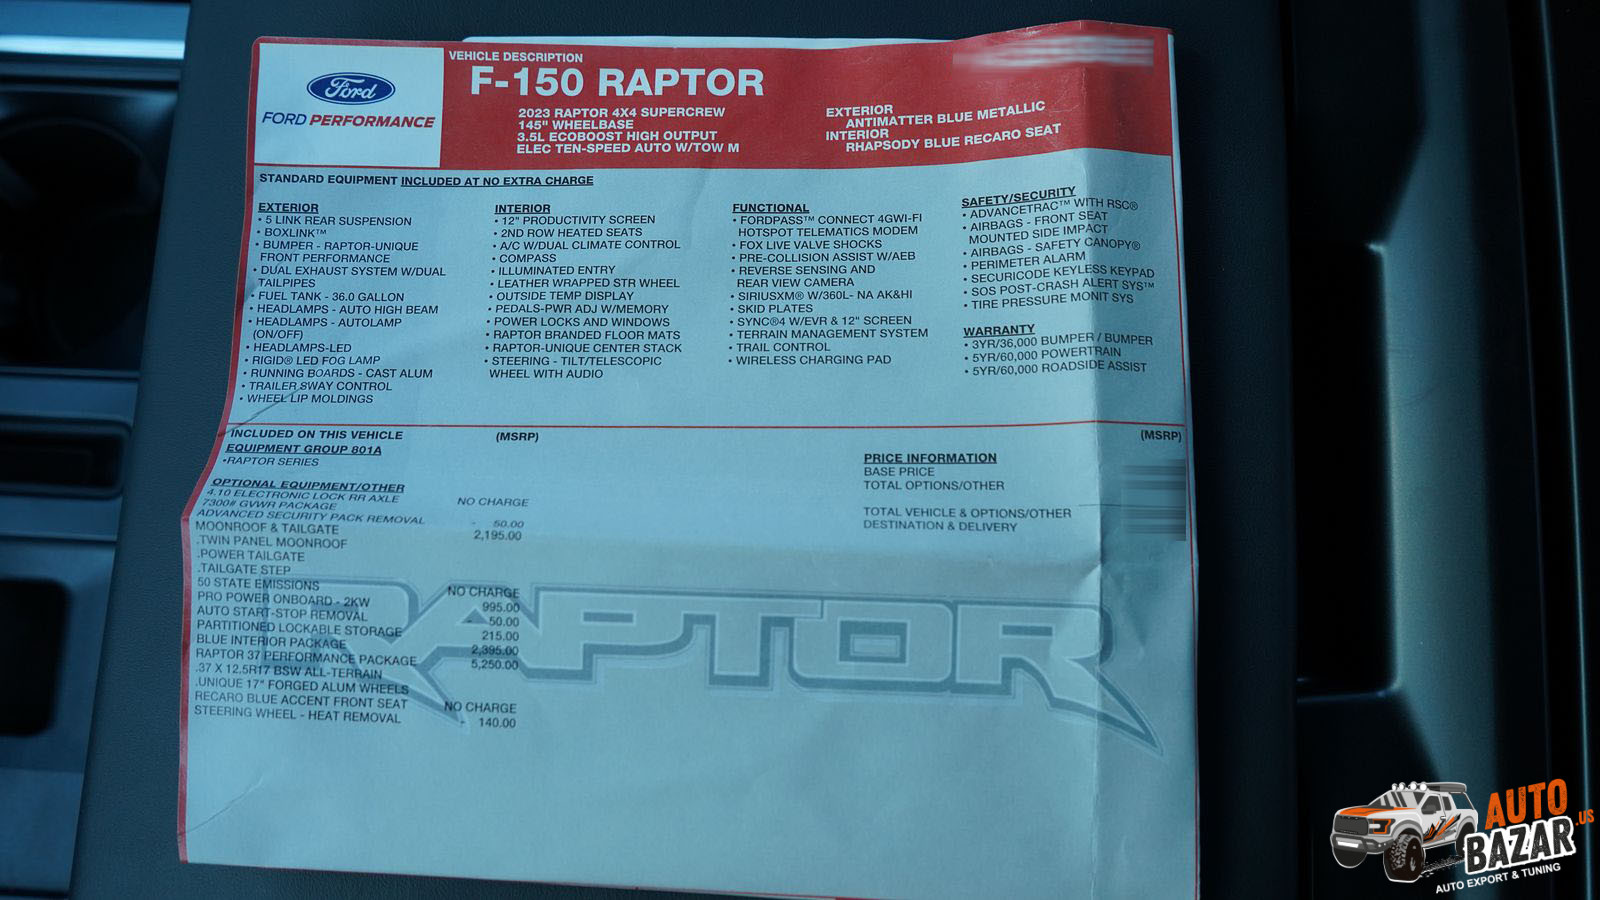 Ford
FORD PERFORMANCE
VEHICLE DESCRIPTION
F-150 RAPTOR
2023 RAPTOR 4X4 SUPERCREW
145" WHEELBASE
3.5L ECOBOOST HIGH OUTPUT
ELEC TEN-SPEED AUTO W/TOW M
EXTERIOR
ANTIMATTER BLUE METALLIC
INTERIOR
RHAPSODY BLUE RECARO SEAT
STANDARD EQUIPMENT INCLUDED AT NO EXTRA CHARGE
EXTERIOR
• 5 LINK REAR SUSPENSION
• BOXLINK™
• BUMPER - RAPTOR-UNIQUE
FRONT PERFORMANCE
• DUAL EXHAUST SYSTEM W/DUAL
TAILPIPES
• FUEL TANK - 36.0 GALLON
• HEADLAMPS - AUTO HIGH BEAM
• HEADLAMPS - AUTOLAMP
(ON/OFF)
• HEADLAMPS-LED
• RIGID® LED FOG LAMP
• RUNNING BOARDS - CAST ALUM
• TRAILER SWAY CONTROL
• WHEEL LIP MOLDINGS
INTERIOR
• 12" PRODUCTIVITY SCREEN
• 2ND ROW HEATED SEATS
• A/C W/DUAL CLIMATE CONTROL
• COMPASS
• ILLUMINATED ENTRY
• LEATHER WRAPPED STR WHEEL
• OUTSIDE TEMP DISPLAY
• PEDALS-PWR ADJ W/MEMORY
• POWER LOCKS AND WINDOWS
• RAPTOR BRANDED FLOOR MATS
• RAPTOR-UNIQUE CENTER STACK
• STEERING - TILT/TELESCOPIC
WHEEL WITH AUDIO
FUNCTIONAL
• FORDPASS™ CONNECT 4GWI-FI
HOTSPOT TELEMATICS MODEM
• FOX LIVE VALVE SHOCKS
• PRE-COLLISION ASSIST W/AEB
• REVERSE SENSING AND
REAR VIEW CAMERA
• SIRIUSXM® W/360L- NA AK&HI
• SKID PLATES
• SYNC®4 W/EVR & 12" SCREEN
• TERRAIN MANAGEMENT SYSTEM
• TRAIL CONTROL
• WIRELESS CHARGING PAD
SAFETY/SECURITY
• ADVANCETRAC™ WITH RSC®
• AIRBAGS - FRONT SEAT
MOUNTED SIDE IMPACT
• AIRBAGS - SAFETY CANOPY®
• PERIMETER ALARM
• SECURICODE KEYLESS KEYPAD
• SOS POST-CRASH ALERT SYS™
• TIRE PRESSURE MONIT SYS
WARRANTY
• 3YR/36,000 BUMPER / BUMPER
• 5YR/60,000 POWERTRAIN
• 5YR/60,000 ROADSIDE ASSIST
INCLUDED ON THIS VEHICLE (MSRP)
EQUIPMENT GROUP 801A
•RAPTOR SERIES
OPTIONAL EQUIPMENT/OTHER
4.10 ELECTRONIC LOCK RR AXLE NO CHARGE
7300# GVWR PACKAGE
ADVANCED SECURITY PACK REMOVAL - 50.00
MOONROOF & TAILGATE 2,195.00
.TWIN PANEL MOONROOF
.POWER TAILGATE
.TAILGATE STEP
50 STATE EMISSIONS NO CHARGE
PRO POWER ONBOARD - 2KW 995.00
AUTO START-STOP REMOVAL - 50.00
PARTITIONED LOCKABLE STORAGE 215.00
BLUE INTERIOR PACKAGE 2,395.00
RAPTOR 37 PERFORMANCE PACKAGE 5,250.00
.37 X 12.5R17 BSW ALL-TERRAIN
.UNIQUE 17" FORGED ALUM WHEELS
RECARO BLUE ACCENT FRONT SEAT NO CHARGE
STEERING WHEEL - HEAT REMOVAL - 140.00
(MSRP)
PRICE INFORMATION
BASE PRICE
TOTAL OPTIONS/OTHER
TOTAL VEHICLE & OPTIONS/OTHER
DESTINATION & DELIVERY
RAPTOR
AUTO
BAZAR.US
AUTO EXPORT & TUNING